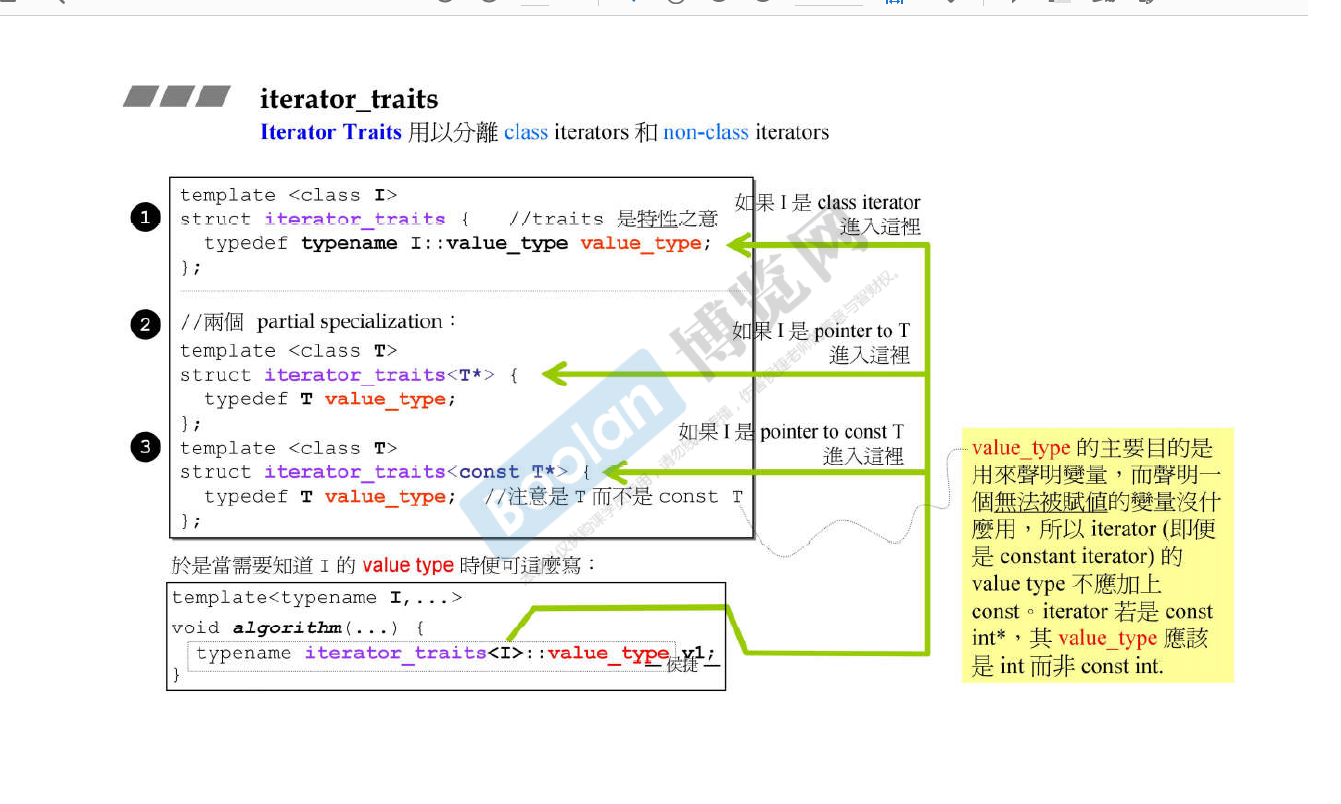 iterator_traits
Iterator Traits 用以分離 class iterators 和 non-class iterators
1
template <class I>
struct iterator_traits { //traits 是特性之意
typedef typename I::value_type value_type;
};
如果 I 是 class iterator
進入這裡
2
//兩個 partial specialization：
template <class T>
struct iterator_traits<T*> {
typedef T value_type;
};
如果 I 是 pointer to T
進入這裡
3
template <class T>
struct iterator_traits<const T*> {
typedef T value_type; //注意是 T 而不是 const T
};
如果 I 是 pointer to const T
進入這裡
於是當需要知道 I 的 value type 時便可這麼寫：
template<typename I,...>
void algorithm(...) {
typename iterator_traits<I>::value_type v1;
}
— 侯捷 —
value_type 的主要目的是
用來聲明變量，而聲明一
個無法被賦值的變量沒什
麼用，所以 iterator (即便
是 constant iterator) 的
value type 不應加上
const。iterator 若是 const
int*，其 value_type 應該
是 int 而非 const int.
Boolan
博览网